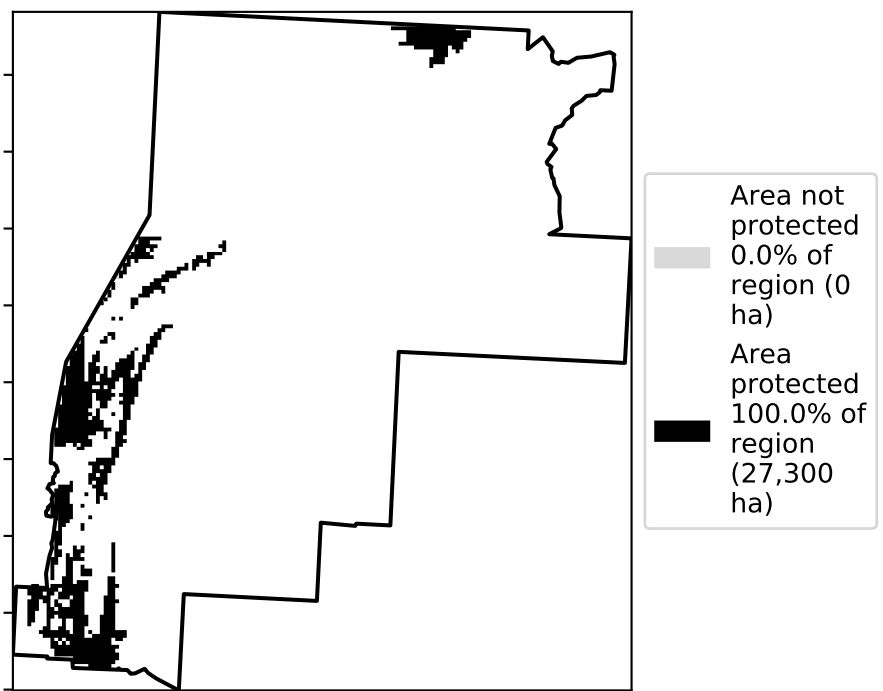 Area not
protected
0.0% of
region (0
ha)
Area
protected
100.0% of
region
(27,300
ha)